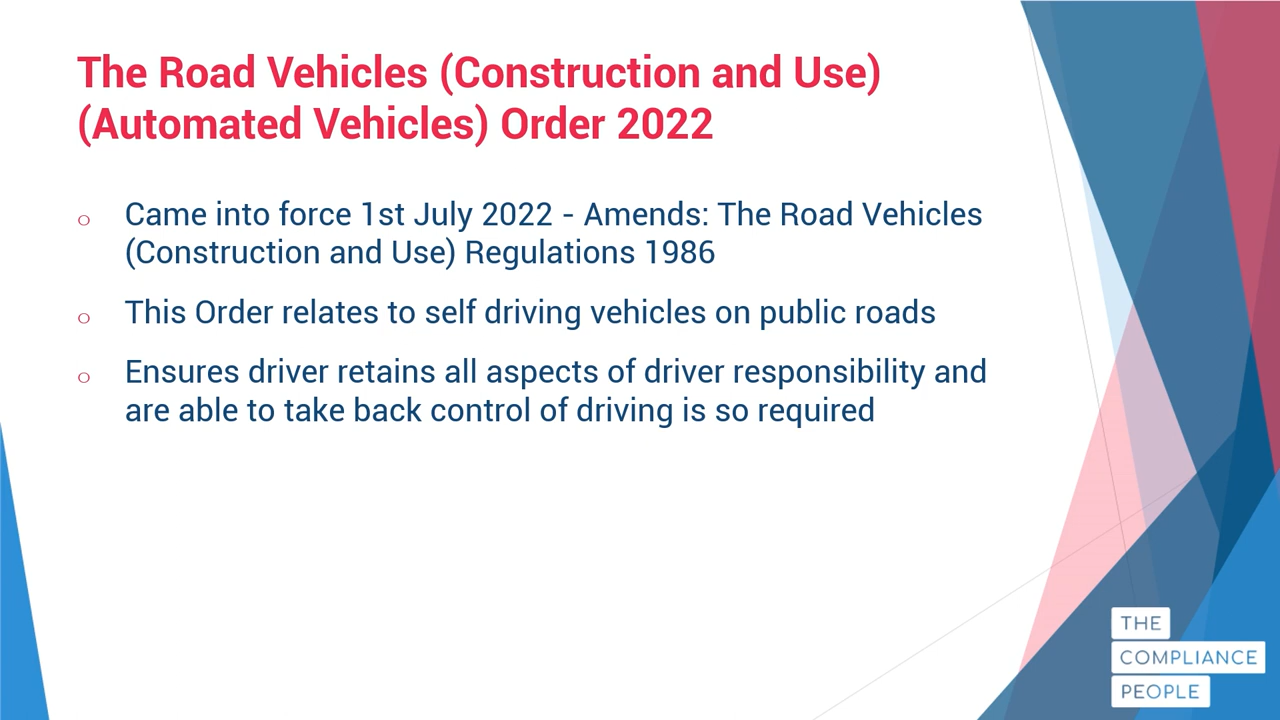 The Road Vehicles (Construction and Use)
(Automated Vehicles) Order 2022
o Came into force 1st July 2022 - Amends: The Road Vehicles
(Construction and Use) Regulations 1986
o This Order relates to self driving vehicles on public roads
o Ensures driver retains all aspects of driver responsibility and
are able to take back control of driving is so required
THE
COMPLIANCE
PEOPLE